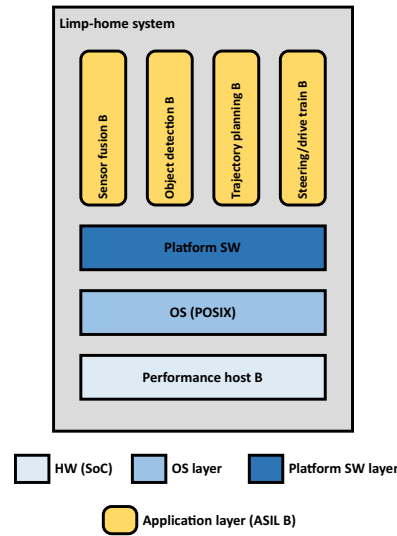 Limp-home system
Sensor fusion B
Object detection B
Trajectory planning B
Steering/drive train B
Platform SW
OS (POSIX)
Performance host B
HW (SoC)
OS layer
Platform SW layer
Application layer (ASIL B)